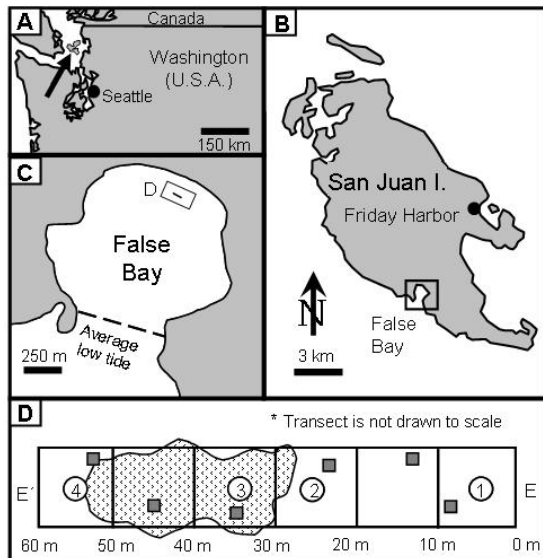 A
Canada
Washington
(U.S.A.)
Seattle
150 km
B
San Juan I.
Friday Harbor
N
False
Bay
3 km
C
D
False
Bay
Average
low tide
250 m
D
* Transect is not drawn to scale
E´ 4 3 2 1 E
60 m 50 m 40 m 30 m 20 m 10 m 0 m